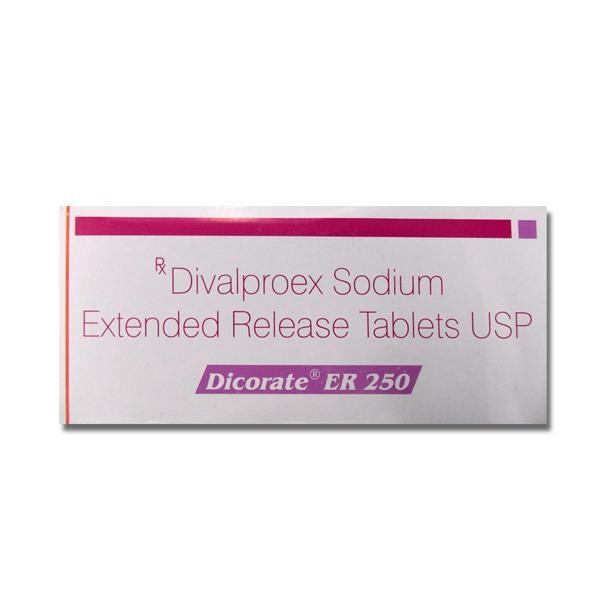 ℞ Divalproex Sodium
Extended Release Tablets USP
Dicorate® ER 250